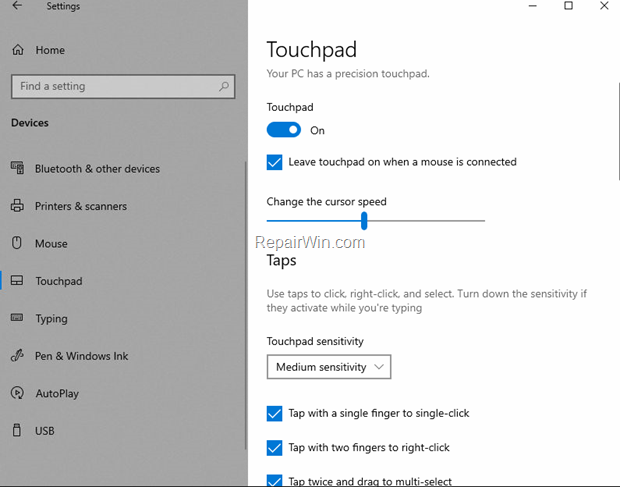 Settings
Home
Find a setting
Devices
Bluetooth & other devices
Printers & scanners
Mouse
Touchpad
Typing
Pen & Windows Ink
AutoPlay
USB
Touchpad
Your PC has a precision touchpad.
Touchpad
On
Leave touchpad on when a mouse is connected
Change the cursor speed
RepairWin.com
Taps
Use taps to click, right-click, and select. Turn down the sensitivity if
they activate while you're typing
Touchpad sensitivity
Medium sensitivity
Tap with a single finger to single-click
Tap with two fingers to right-click
Tap twice and drag to multi-select